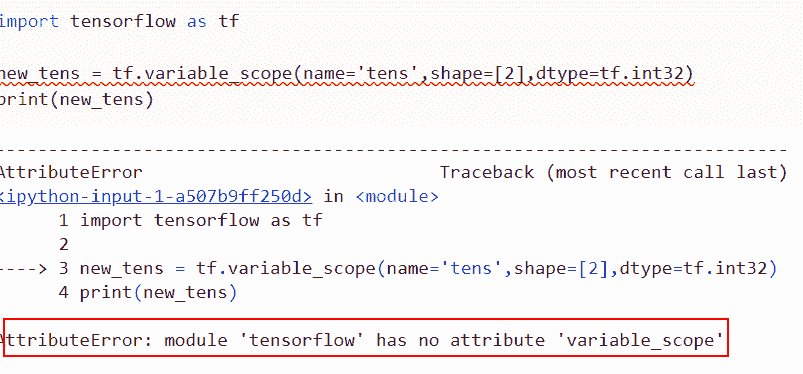 import tensorflow as tf
new_tens = tf.variable_scope(name='tens',shape=[2],dtype=tf.int32)
print(new_tens)
---------------------------------------------------------------------------
AttributeError                            Traceback (most recent call last)
<ipython-input-1-a507b9ff250d> in <module>
      1 import tensorflow as tf
      2
----> 3 new_tens = tf.variable_scope(name='tens',shape=[2],dtype=tf.int32)
      4 print(new_tens)
AttributeError: module 'tensorflow' has no attribute 'variable_scope'